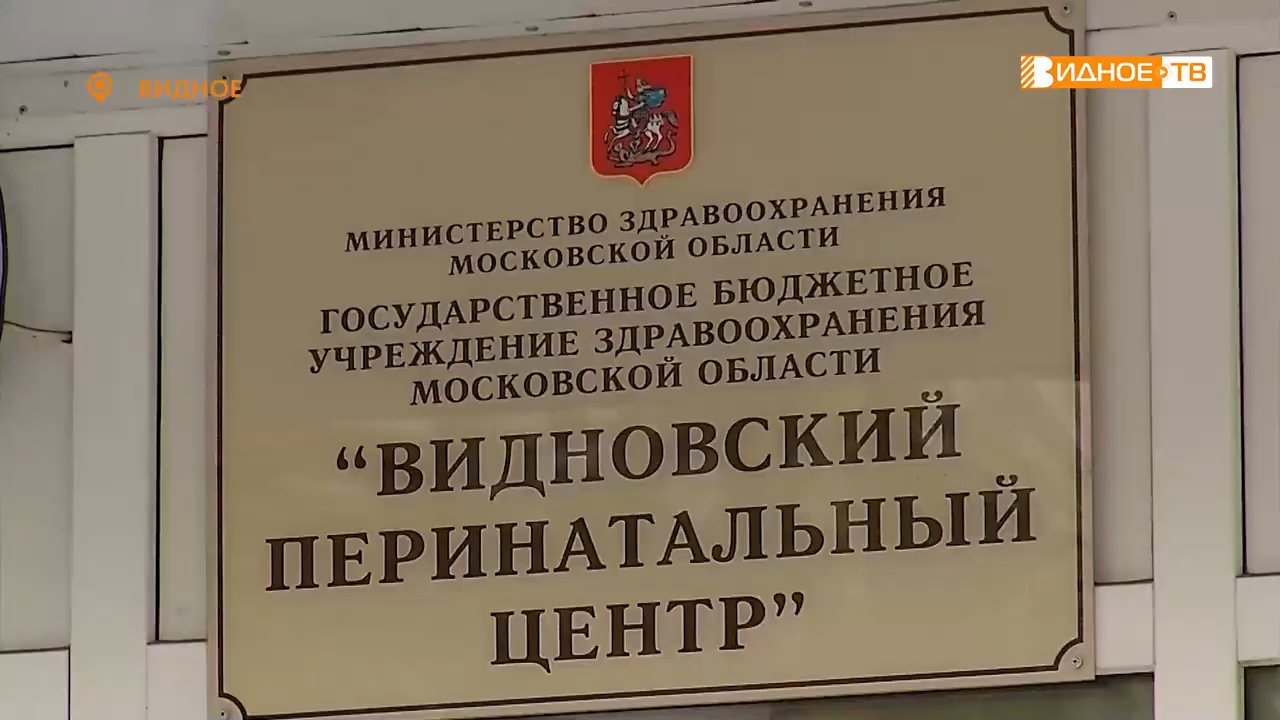 ВИДНОЕ
ВИДНОЕ ТВ
МИНИСТЕРСТВО ЗДРАВООХРАНЕНИЯ
МОСКОВСКОЙ ОБЛАСТИ
ГОСУДАРСТВЕННОЕ БЮДЖЕТНОЕ
УЧРЕЖДЕНИЕ ЗДРАВООХРАНЕНИЯ
МОСКОВСКОЙ ОБЛАСТИ
“ВИДНОВСКИЙ
ПЕРИНАТАЛЬНЫЙ
ЦЕНТР”